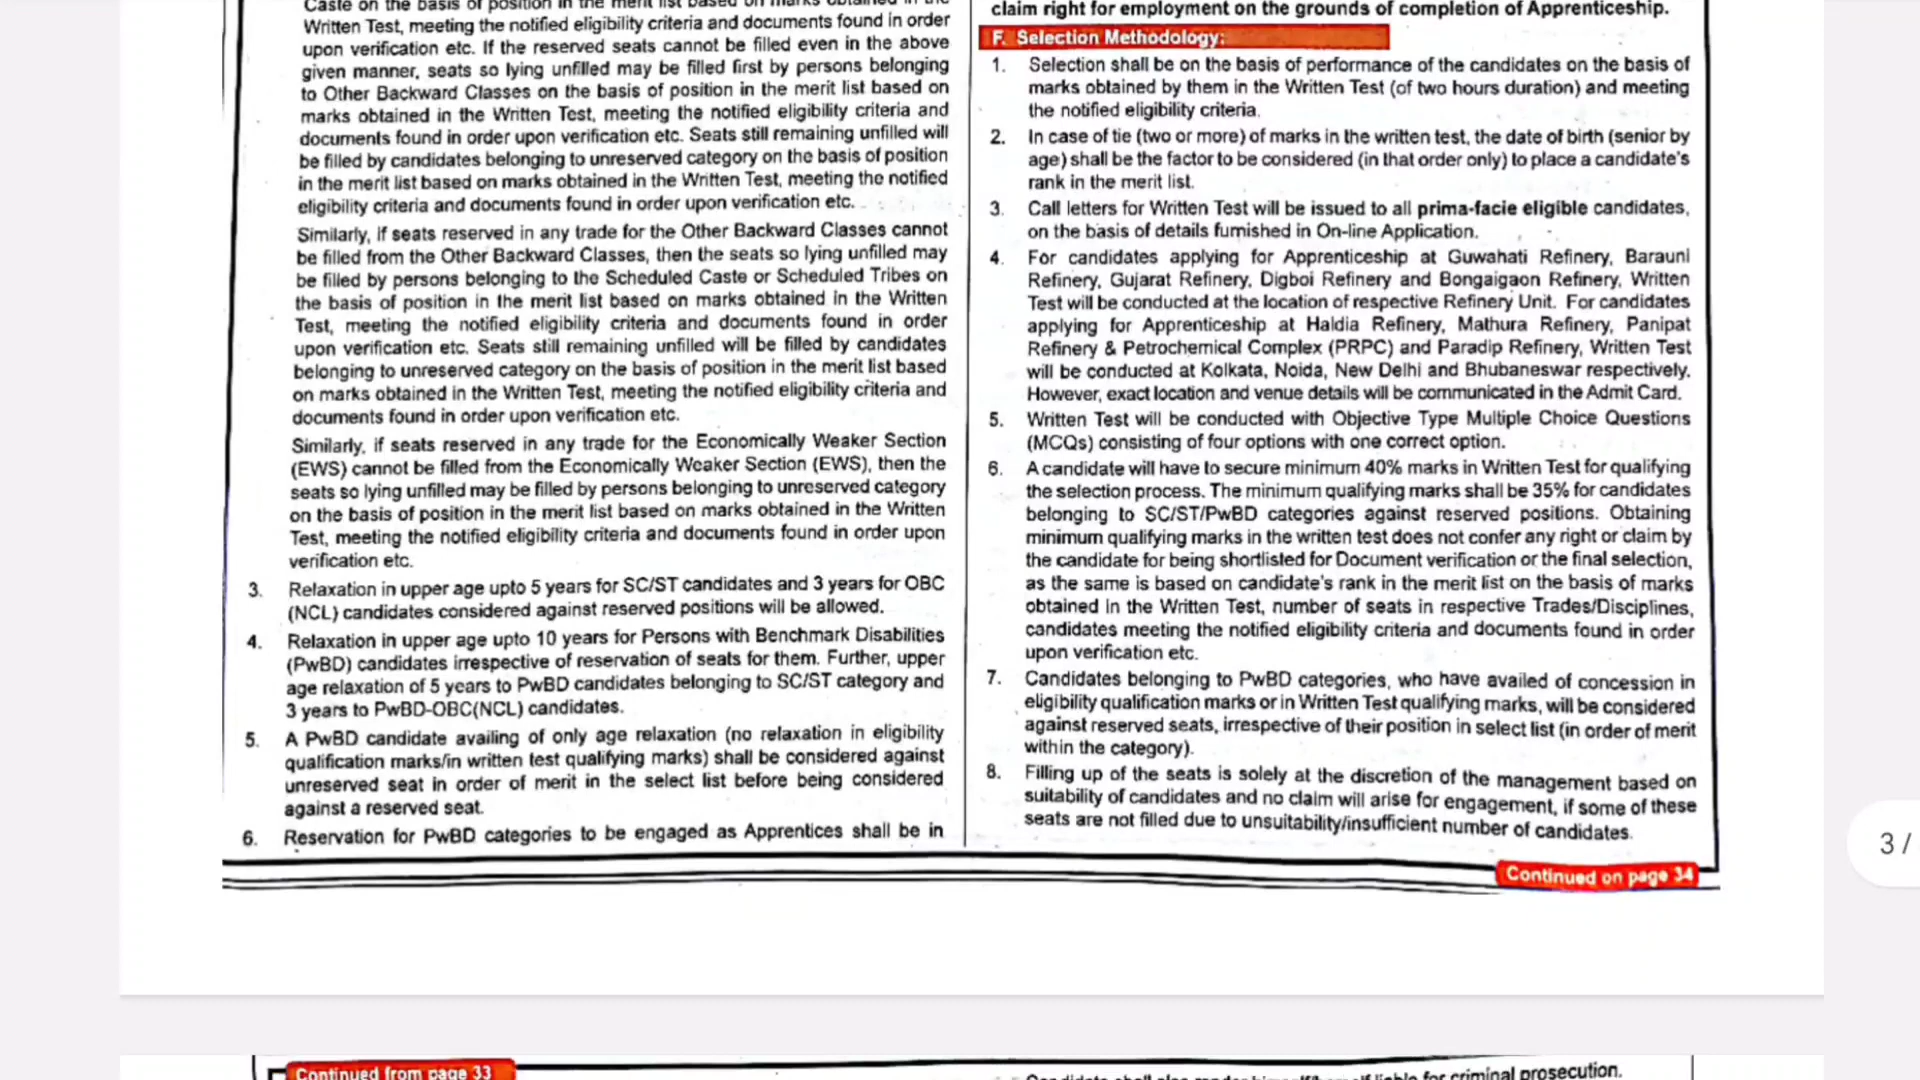 Caste on the basis of position in the merit list based on marks obtained in the
Written Test, meeting the notified eligibility criteria and documents found in order
upon verification etc. If the reserved seats cannot be filled even in the above
given manner, seats so lying unfilled may be filled first by persons belonging
to Other Backward Classes on the basis of position in the merit list based on
marks obtained in the Written Test, meeting the notified eligibility criteria and
documents found in order upon verification etc. Seats still remaining unfilled will
be filled by candidates belonging to unreserved category on the basis of position
in the merit list based on marks obtained in the Written Test, meeting the notified
eligibility criteria and documents found in order upon verification etc.
Similarly, if seats reserved in any trade for the Other Backward Classes cannot
be filled from the Other Backward Classes, then the seats so lying unfilled may
be filled by persons belonging to the Scheduled Caste or Scheduled Tribes on
the basis of position in the merit list based on marks obtained in the Written
Test, meeting the notified eligibility criteria and documents found in order
upon verification etc. Seats still remaining unfilled will be filled by candidates
belonging to unreserved category on the basis of position in the merit list based
on marks obtained in the Written Test, meeting the notified eligibility criteria and
documents found in order upon verification etc.
Similarly, if seats reserved in any trade for the Economically Weaker Section
(EWS) cannot be filled from the Economically Weaker Section (EWS), then the
seats so lying unfilled may be filled by persons belonging to unreserved category
on the basis of position in the merit list based on marks obtained in the Written
Test, meeting the notified eligibility criteria and documents found in order upon
verification etc.
3. Relaxation in upper age upto 5 years for SC/ST candidates and 3 years for OBC
(NCL) candidates considered against reserved positions will be allowed.
4. Relaxation in upper age upto 10 years for Persons with Benchmark Disabilities
(PwBD) candidates irrespective of reservation of seats for them. Further, upper
age relaxation of 5 years to PwBD candidates belonging to SC/ST category and
3 years to PwBD-OBC(NCL) candidates.
5. A PwBD candidate availing of only age relaxation (no relaxation in eligibility
qualification marks/in written test qualifying marks) shall be considered against
unreserved seat in order of merit in the select list before being considered
against a reserved seat.
6. Reservation for PwBD categories to be engaged as Apprentices shall be in
claim right for employment on the grounds of completion of Apprenticeship.
F. Selection Methodology:
1. Selection shall be on the basis of performance of the candidates on the basis of
marks obtained by them in the Written Test (of two hours duration) and meeting
the notified eligibility criteria.
2. In case of tie (two or more) of marks in the written test, the date of birth (senior by
age) shall be the factor to be considered (in that order only) to place a candidate's
rank in the merit list.
3. Call letters for Written Test will be issued to all prima-facie eligible candidates,
on the basis of details furnished in On-line Application.
4. For candidates applying for Apprenticeship at Guwahati Refinery, Barauni
Refinery, Gujarat Refinery, Digboi Refinery and Bongaigaon Refinery, Written
Test will be conducted at the location of respective Refinery Unit. For candidates
applying for Apprenticeship at Haldia Refinery, Mathura Refinery, Panipat
Refinery & Petrochemical Complex (PRPC) and Paradip Refinery, Written Test
will be conducted at Kolkata, Noida, New Delhi and Bhubaneswar respectively.
However, exact location and venue details will be communicated in the Admit Card.
5. Written Test will be conducted with Objective Type Multiple Choice Questions
(MCQs) consisting of four options with one correct option.
6. A candidate will have to secure minimum 40% marks in Written Test for qualifying
the selection process. The minimum qualifying marks shall be 35% for candidates
belonging to SC/ST/PwBD categories against reserved positions. Obtaining
minimum qualifying marks in the written test does not confer any right or claim by
the candidate for being shortlisted for Document verification or the final selection,
as the same is based on candidate's rank in the merit list on the basis of marks
obtained in the Written Test, number of seats in respective Trades/Disciplines,
candidates meeting the notified eligibility criteria and documents found in order
upon verification etc.
7. Candidates belonging to PwBD categories, who have availed of concession in
eligibility qualification marks or in Written Test qualifying marks, will be considered
against reserved seats, irrespective of their position in select list (in order of merit
within the category).
8. Filling up of the seats is solely at the discretion of the management based on
suitability of candidates and no claim will arise for engagement, if some of these
seats are not filled due to unsuitability/insufficient number of candidates.
Continued on page 34
3 /
Continued from page 33
for criminal prosecution.